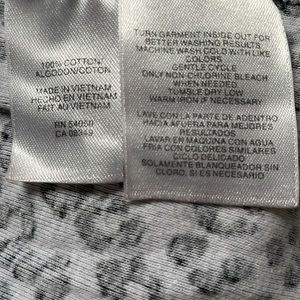 100% COTTON
ALGODON/COTON
MADE IN VIETNAM
HECHO EN VIETNAM
FAIT AU VIETNAM
RN 54050
CA 08349
TURN GARMENT INSIDE OUT FOR
BETTER WASHING RESULTS
MACHINE WASH COLD WITH LIKE
COLORS
GENTLE CYCLE
ONLY NON-CHLORINE BLEACH
WHEN NEEDED
TUMBLE DRY LOW
WARM IRON IF NECESSARY
LAVE CON LA PARTE DE ADENTRO
HACIA AFUERA PARA MEJORES
RESULTADOS
LAVAR EN MAQUINA CON AGUA
FRIA CON COLORES SIMILARES
CICLO DELICADO
SOLAMENTE BLANQUEADOR SIN
CLORO, SI ES NECESARIO